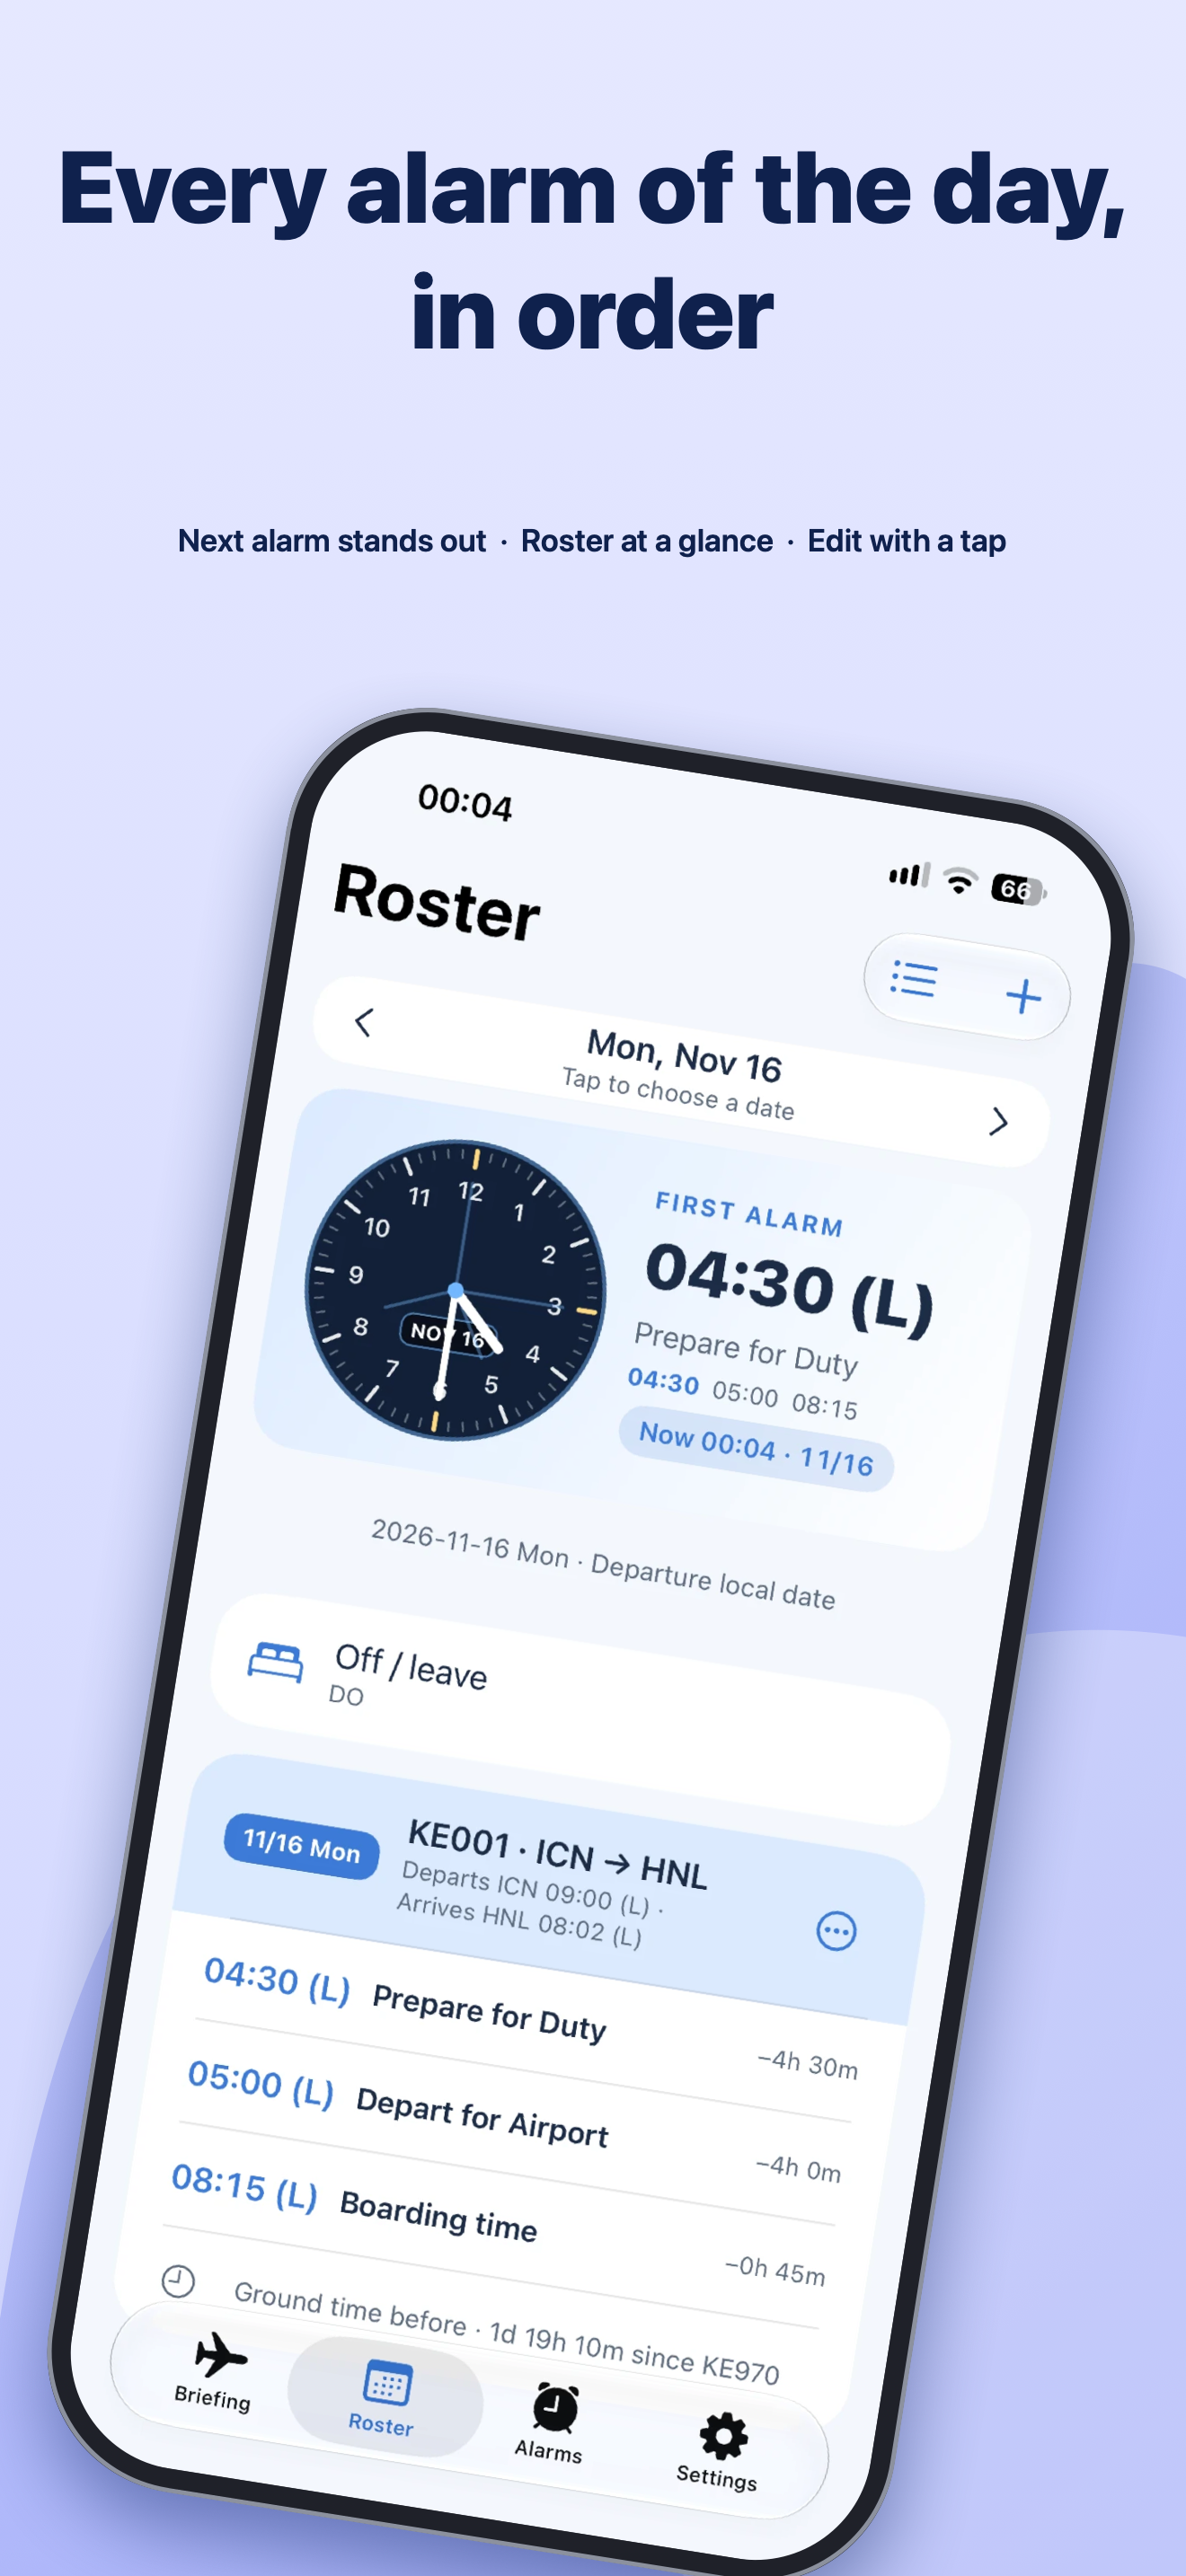 Every alarm of the day,
in order
Next alarm stands out · Roster at a glance · Edit with a tap
00:04
66
Roster
Mon, Nov 16
Tap to choose a date
12
1
2
3
4
5
6
7
8
9
10
11
NOV 16
FIRST ALARM
04:30 (L)
Prepare for Duty
04:30 05:00 08:15
Now 00:04 · 11/16
2026-11-16 Mon · Departure local date
Off / leave
DO
11/16 Mon
KE001 · ICN → HNL
Departs ICN 09:00 (L) ·
Arrives HNL 08:02 (L)
04:30 (L) Prepare for Duty −4h 30m
05:00 (L) Depart for Airport −4h 0m
08:15 (L) Boarding time −0h 45m
Ground time before · 1d 19h 10m since KE970
Briefing
Roster
Alarms
Settings